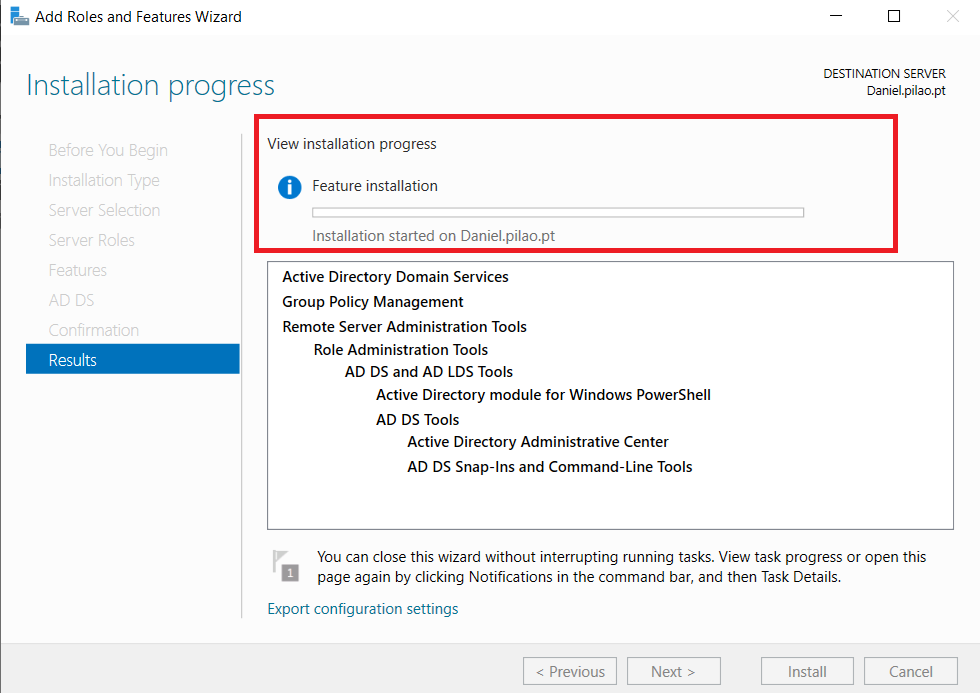 Add Roles and Features Wizard
Installation progress
DESTINATION SERVER
Daniel.pilao.pt
Before You Begin
Installation Type
Server Selection
Server Roles
Features
AD DS
Confirmation
Results
View installation progress
Feature installation
Installation started on Daniel.pilao.pt
Active Directory Domain Services
Group Policy Management
Remote Server Administration Tools
Role Administration Tools
AD DS and AD LDS Tools
Active Directory module for Windows PowerShell
AD DS Tools
Active Directory Administrative Center
AD DS Snap-Ins and Command-Line Tools
1
You can close this wizard without interrupting running tasks. View task progress or open this
page again by clicking Notifications in the command bar, and then Task Details.
Export configuration settings
< Previous
Next >
Install
Cancel